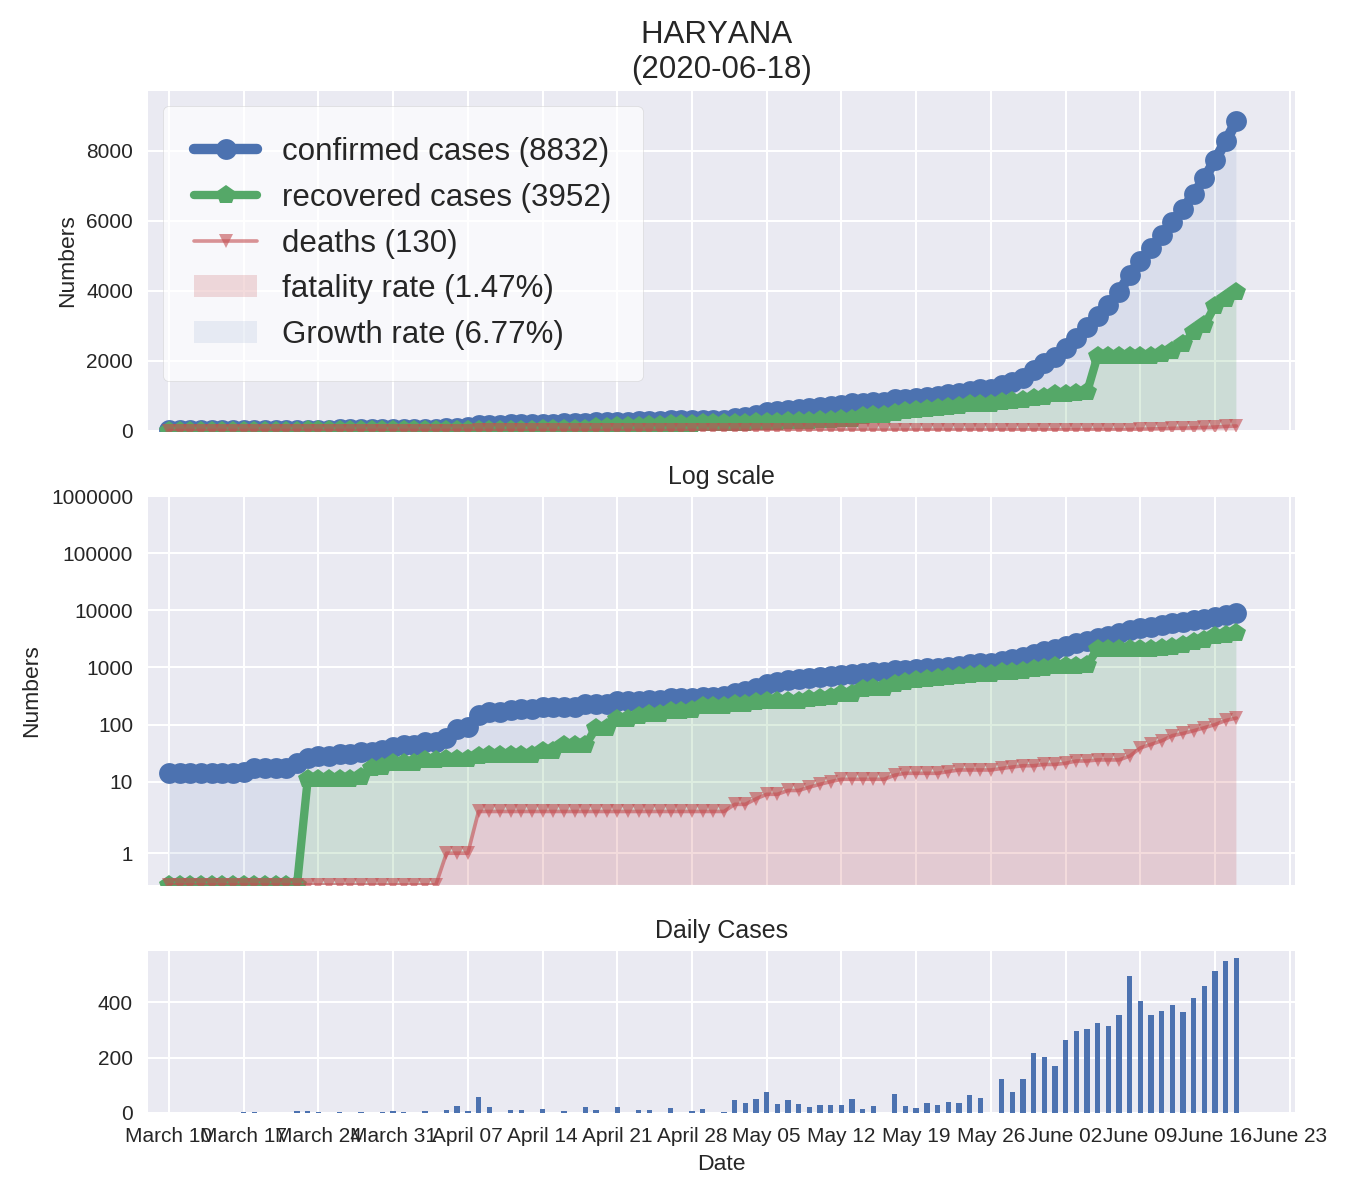 HARYANA
(2020-06-18)
confirmed cases (8832)
recovered cases (3952)
deaths (130)
fatality rate (1.47%)
Growth rate (6.77%)
8000
6000
4000
2000
0
Numbers
Log scale
1000000
100000
10000
1000
100
10
1
Numbers
Daily Cases
400
200
0
March 10 March 17 March 24 March 31 April 07 April 14 April 21 April 28 May 05 May 12 May 19 May 26 June 02 June 09 June 16 June 23
Date